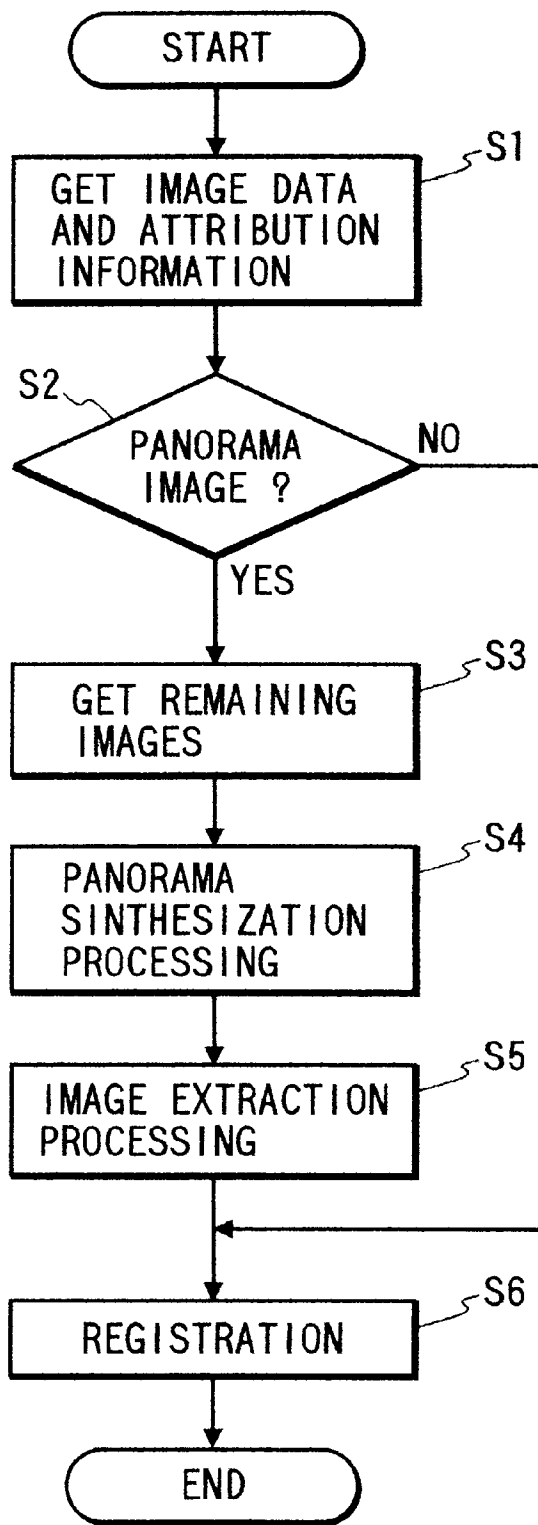 START
S1
GET IMAGE DATA
AND ATTRIBUTION
INFORMATION
S2
PANORAMA
IMAGE ?
NO
YES
S3
GET REMAINING
IMAGES
S4
PANORAMA
SINTHESIZATION
PROCESSING
S5
IMAGE EXTRACTION
PROCESSING
S6
REGISTRATION
END